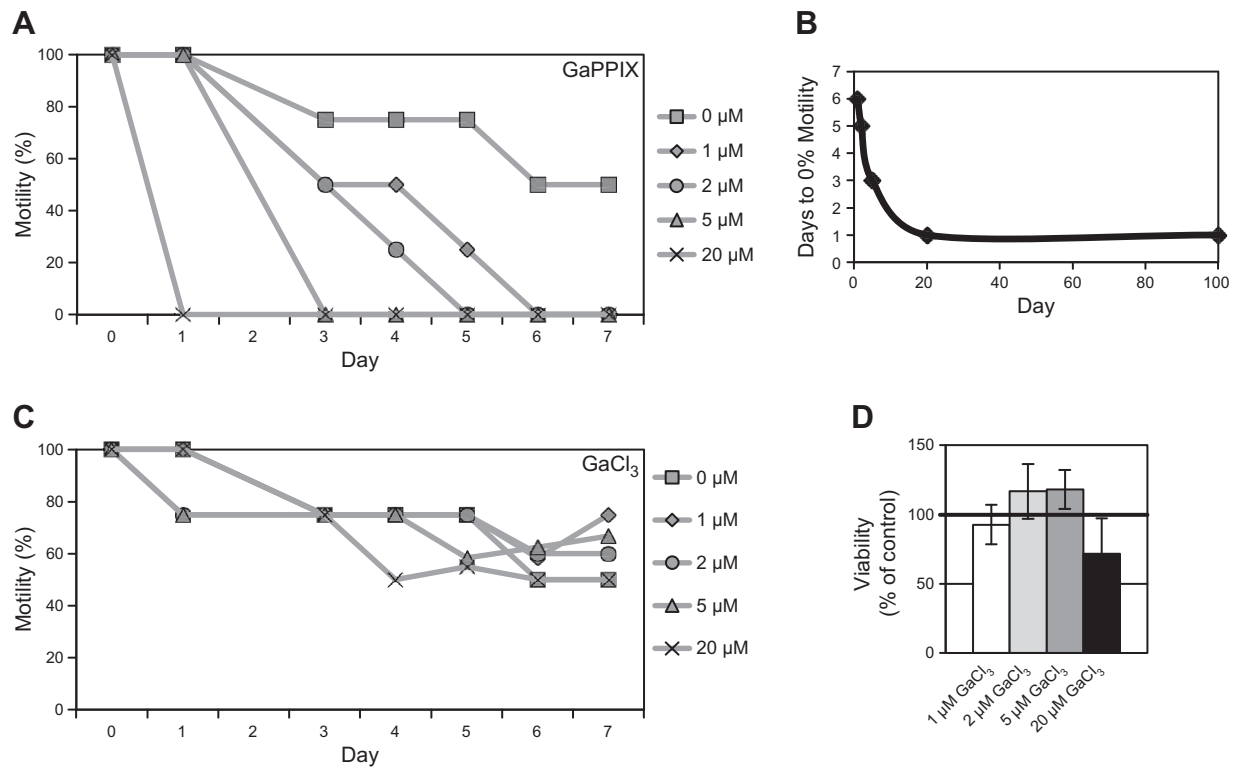 A
GaPPIX
Motility (%)
100
80
60
40
20
0
0 1 2 3 4 5 6 7
Day
0 µM
1 µM
2 µM
5 µM
20 µM
B
Days to 0% Motility
7
6
5
4
3
2
1
0
0 20 40 60 80 100
Day
C
GaCl3
Motility (%)
100
80
60
40
20
0
0 1 2 3 4 5 6 7
Day
0 µM
1 µM
2 µM
5 µM
20 µM
D
Viability
(% of control)
150
100
50
0
1 µM GaCl3
2 µM GaCl3
5 µM GaCl3
20 µM GaCl3